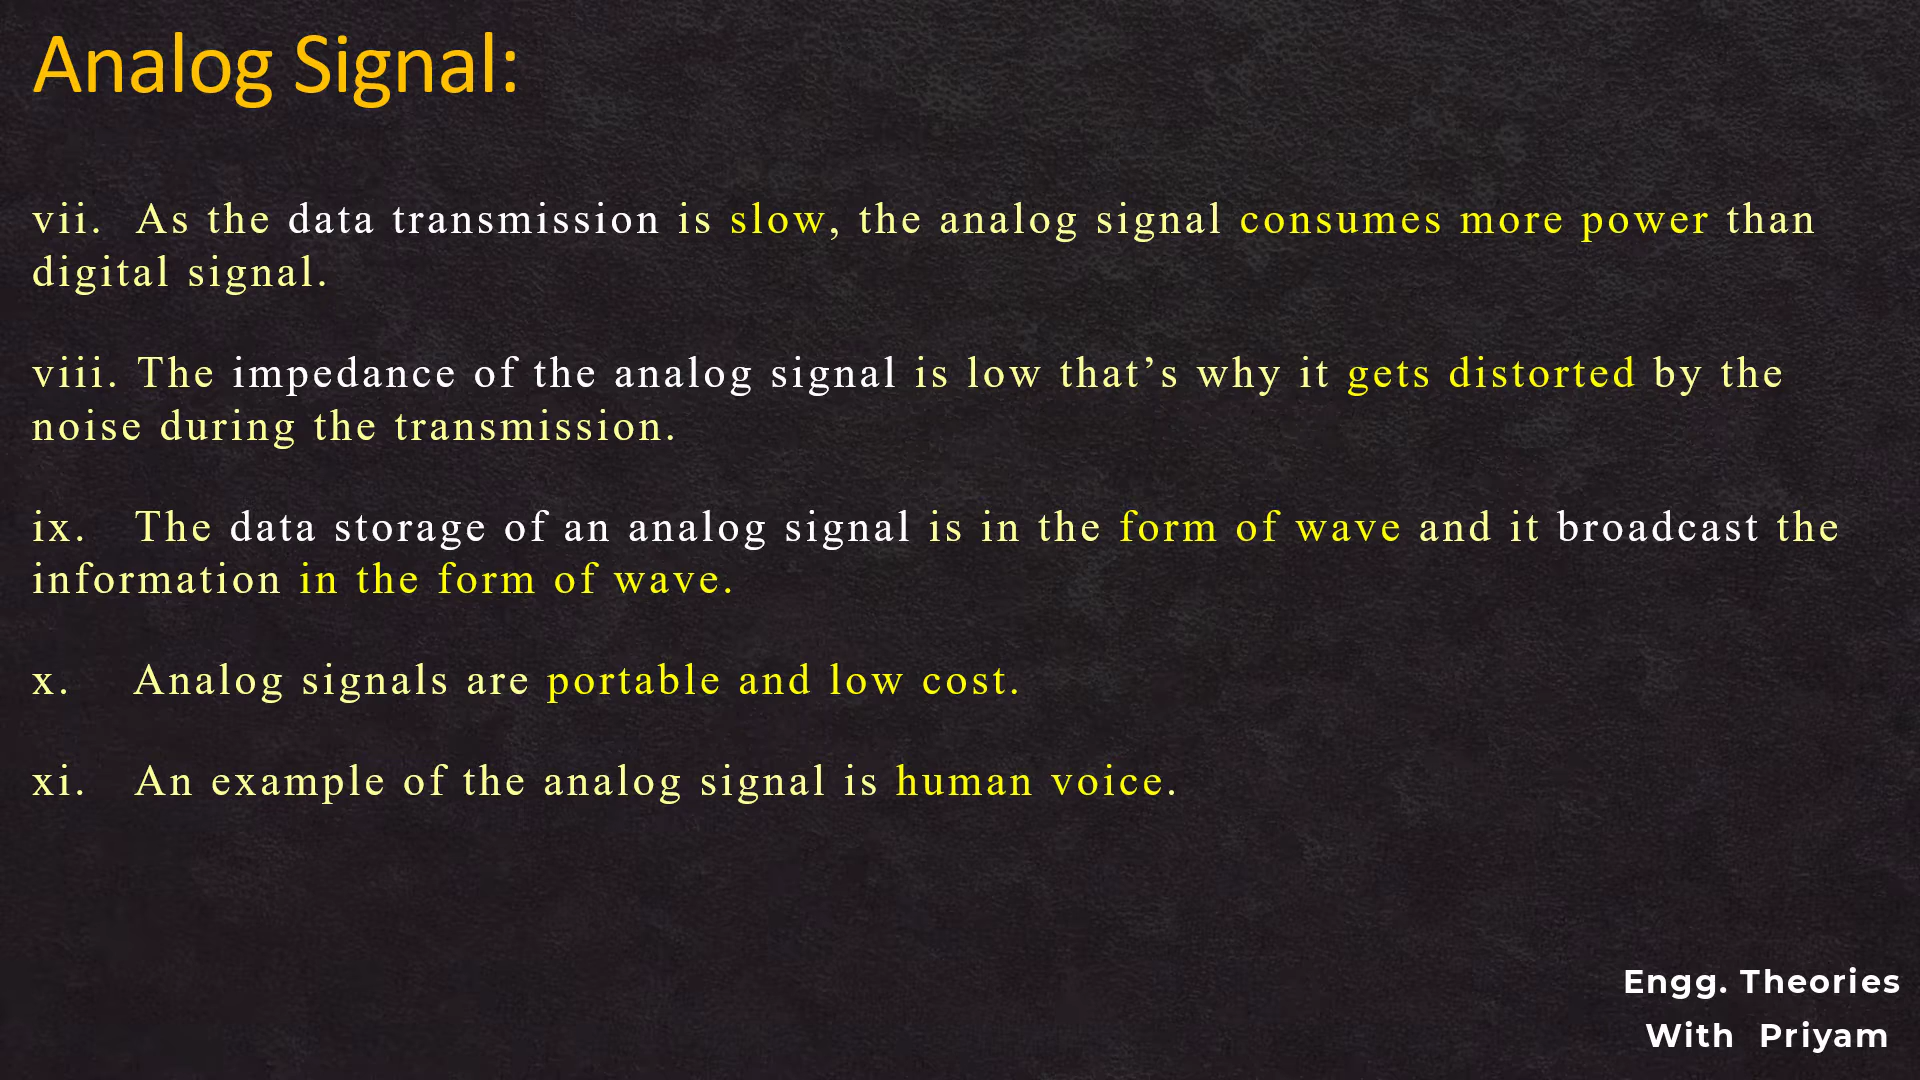 Analog Signal:
vii. As the data transmission is slow, the analog signal consumes more power than
digital signal.
viii. The impedance of the analog signal is low that’s why it gets distorted by the
noise during the transmission.
ix. The data storage of an analog signal is in the form of wave and it broadcast the
information in the form of wave.
x. Analog signals are portable and low cost.
xi. An example of the analog signal is human voice.
Engg. Theories
With Priyam